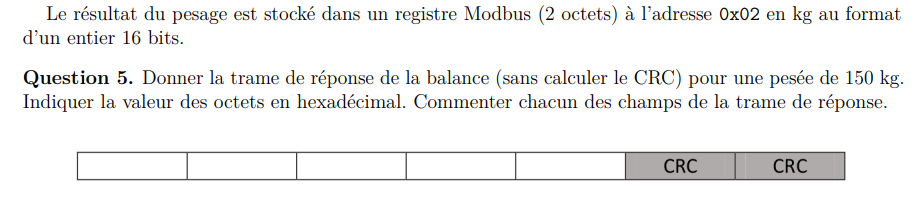 Le résultat du pesage est stocké dans un registre Modbus (2 octets) à l'adresse 0x02 en kg au format
d'un entier 16 bits.
Question 5. Donner la trame de réponse de la balance (sans calculer le CRC) pour une pesée de 150 kg.
Indiquer la valeur des octets en hexadécimal. Commenter chacun des champs de la trame de réponse.
CRC CRC